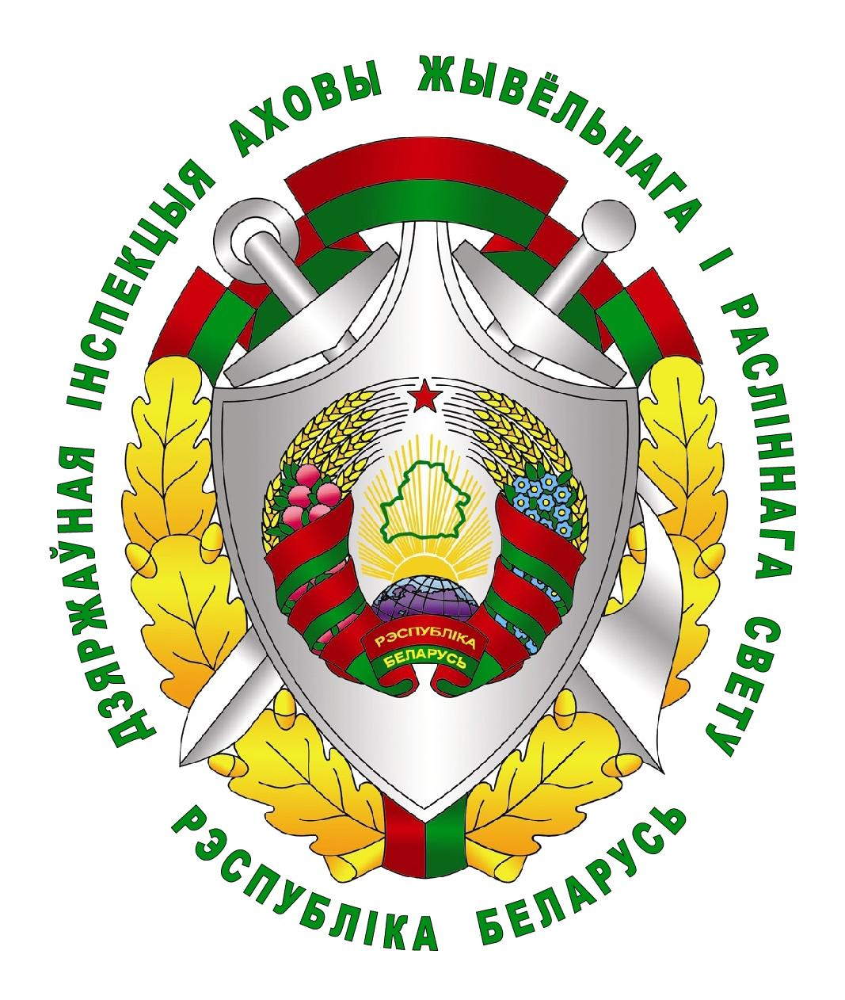 ДЗЯРЖАЎНАЯ ІНСПЕКЦЫЯ АХОВЫ ЖЫВЁЛЬНАГА І РАСЛІННАГА СВЕТУ
РЭСПУБЛІКА
БЕЛАРУСЬ
РЭСПУБЛІКА БЕЛАРУСЬ